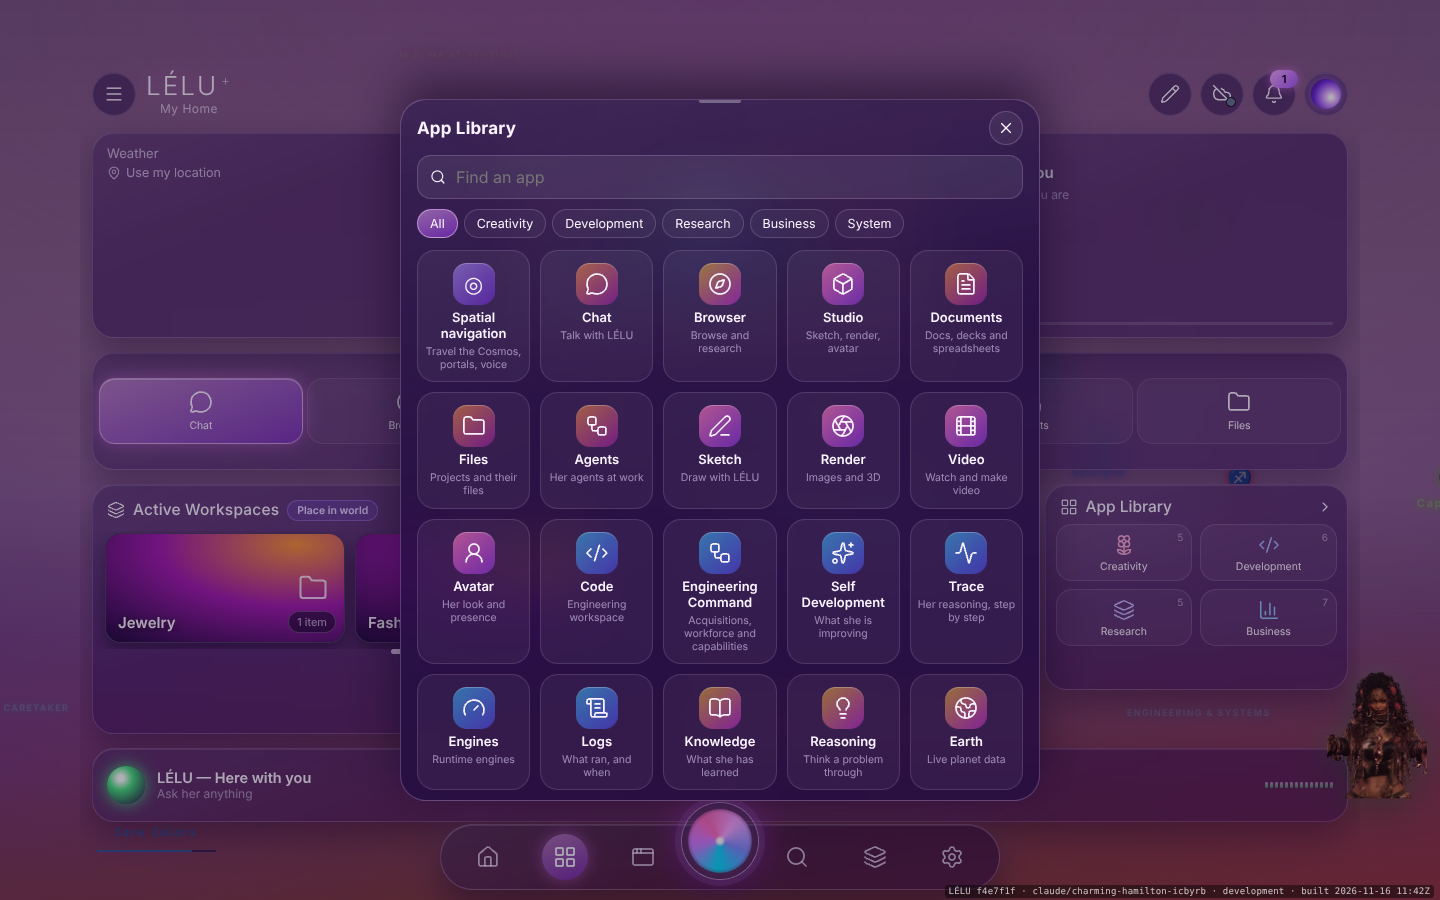 LÉLU +
My Home
1
Weather
Use my location
ou
u are
App Library
Find an app
All
Creativity
Development
Research
Business
System
Spatial
navigation
Travel the Cosmos,
portals, voice
Chat
Talk with LÉLU
Browser
Browse and
research
Studio
Sketch, render,
avatar
Documents
Docs, decks and
spreadsheets
Files
Projects and their
files
Agents
Her agents at work
Sketch
Draw with LÉLU
Render
Images and 3D
Video
Watch and make
video
Avatar
Her look and
presence
Code
Engineering
workspace
Engineering
Command
Acquisitions,
workforce and
capabilities
Self
Development
What she is
improving
Trace
Her reasoning, step
by step
Engines
Runtime engines
Logs
What ran, and
when
Knowledge
What she has
learned
Reasoning
Think a problem
through
Earth
Live planet data
Chat
Br
ts
Files
Active Workspaces
Place in world
Jewelry
1 item
Fash
App Library
Creativity
5
Development
6
Research
5
Business
7
Cap
CARETAKER
ENGINEERING & SYSTEMS
LÉLU — Here with you
Ask her anything
LÉLU f4e7f1f · claude/charming-hamilton-icbyrb · development · built 2026-11-16 11:42Z